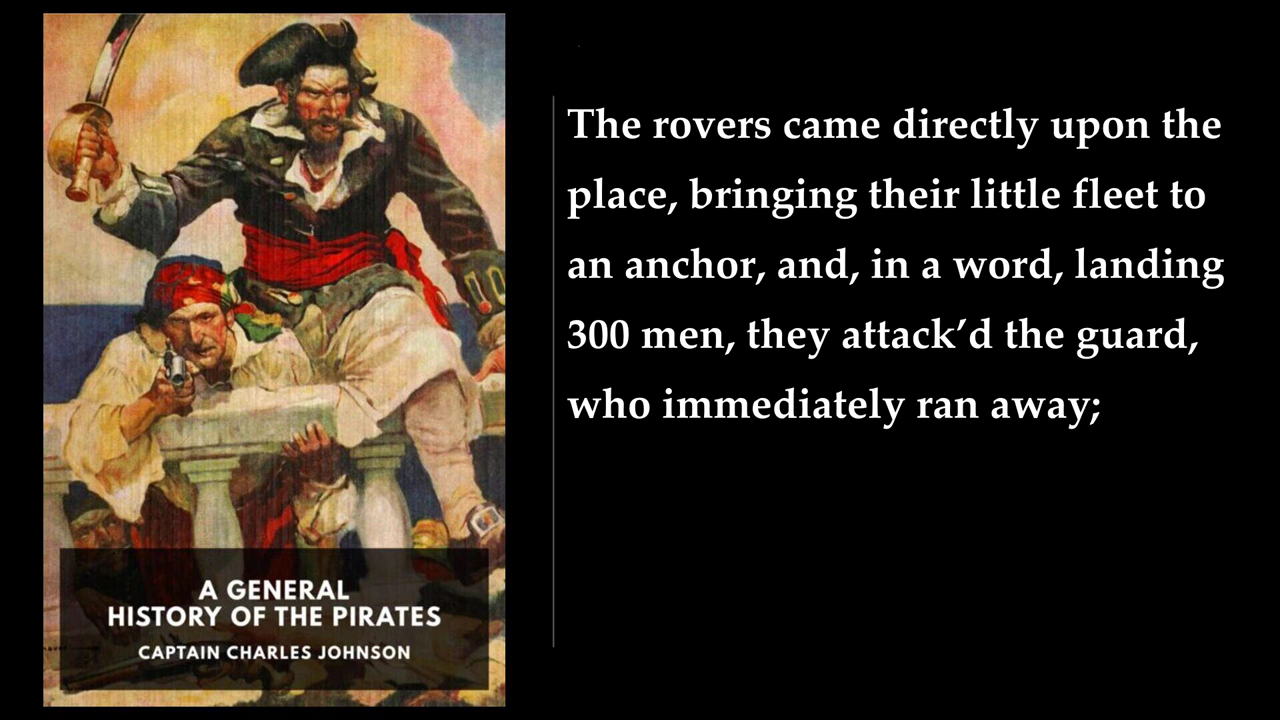 A GENERAL
HISTORY OF THE PIRATES
CAPTAIN CHARLES JOHNSON
The rovers came directly upon the
place, bringing their little fleet to
an anchor, and, in a word, landing
300 men, they attack’d the guard,
who immediately ran away;